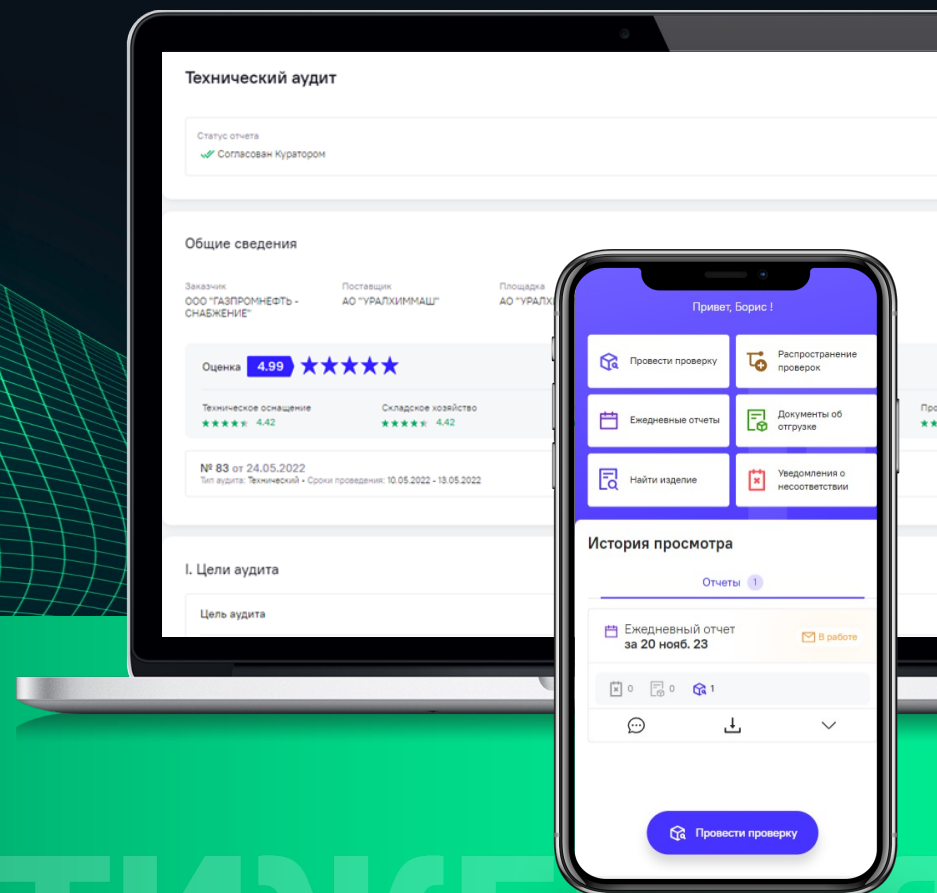 Технический аудит
Статус отчета
Согласован Куратором
Общие сведения
Заказчик
ООО "ГАЗПРОМНЕФТЬ -
СНАБЖЕНИЕ"
Поставщик
АО "УРАЛХИММАШ"
Площадка
АО "УРАЛХ
Оценка 4.99
Техническое оснащение
4.42
Складское хозяйство
4.42
Про
№ 83 от 24.05.2022
Тип аудита: Технический • Сроки проведения: 10.05.2022 - 13.05.2022
I. Цели аудита
Цель аудита
Привет, Борис !
Провести проверку
Распространение
проверок
Ежедневные отчеты
Документы об
отгрузке
Найти изделие
Уведомления о
несоответствии
История просмотра
Отчеты 1
Ежедневный отчет
за 20 нояб. 23
В работе
0 0 1
Провести проверку